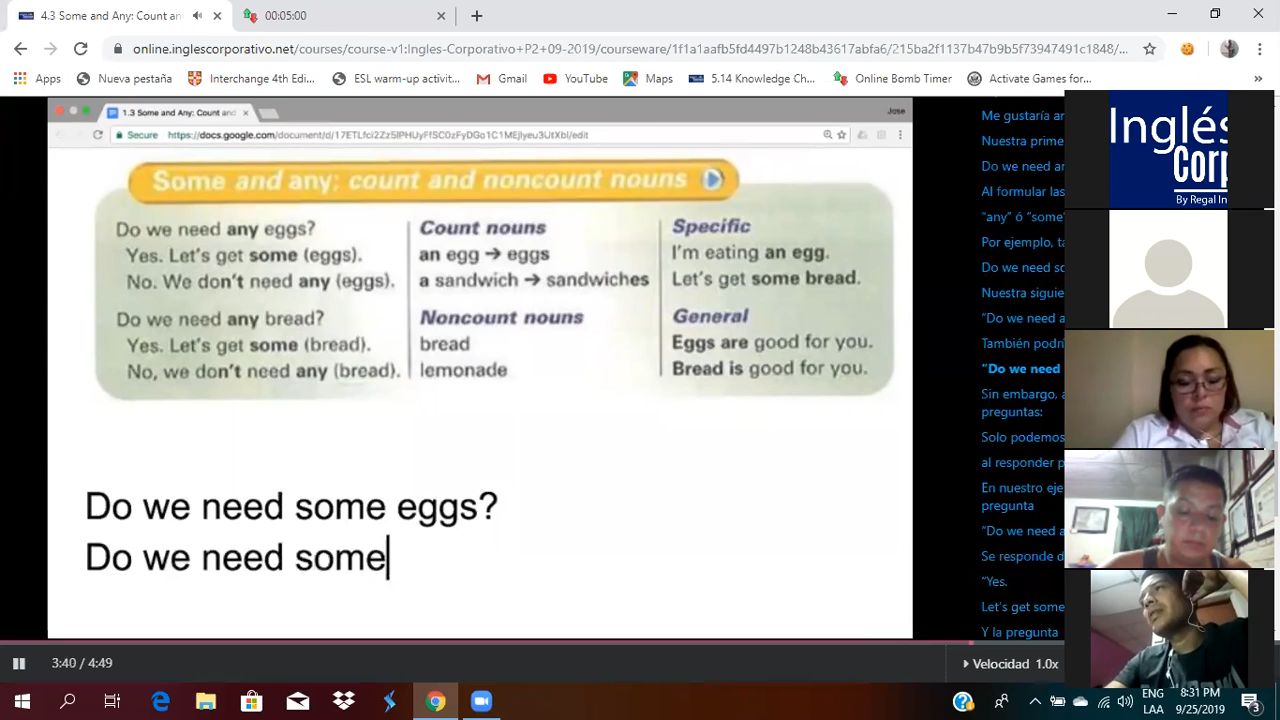 4.3 Some and Any: Count an
00:05:00
online.inglescorporativo.net/courses/course-v1:Ingles-Corporativo+P2+09-2019/courseware/1f1a1aafb5fd4497b1248b43617abfa6/215ba2f1137b47b9b5f73947491c1848/...
Apps
Nueva pestaña
Interchange 4th Edi...
ESL warm-up activit...
Gmail
YouTube
Maps
5.14 Knowledge Ch...
Online Bomb Timer
Activate Games for...
»
1.3 Some and Any: Count and
Jose
Secure
Some and any; count and noncount nouns
Do we need any eggs?
Yes. Let's get some (eggs).
No. We don't need any (eggs).
Do we need any bread?
Yes. Let's get some (bread).
No, we don't need any (bread).
Count nouns
an egg → eggs
a sandwich → sandwiches
Noncount nouns
bread
lemonade
Specific
I'm eating an egg.
Let's get some bread.
General
Eggs are good for you.
Bread is good for you.
Do we need some eggs?
Do we need some
Me gustaría
Nuestra prime
Do we need
Al formular las
"any" ó "some"
Por ejemplo,
Do we need
Nuestra siguie
"Do we need
También podrí
"Do we need
Sin embargo,
preguntas:
Solo podemos
al responder
En nuestro
pregunta
"Do we need
Se responde
"Yes.
Let's get some
Y la pregunta
Inglés
Corp
By Regal In
3:40 / 4:49
Velocidad 1.0x
ENG
LAA
8:31 PM
9/25/2019
3